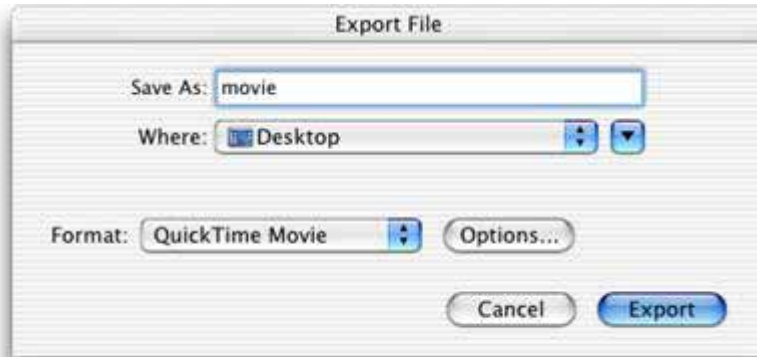 Export File
Save As: movie
Where: Desktop
Format: QuickTime Movie Options...
Cancel Export